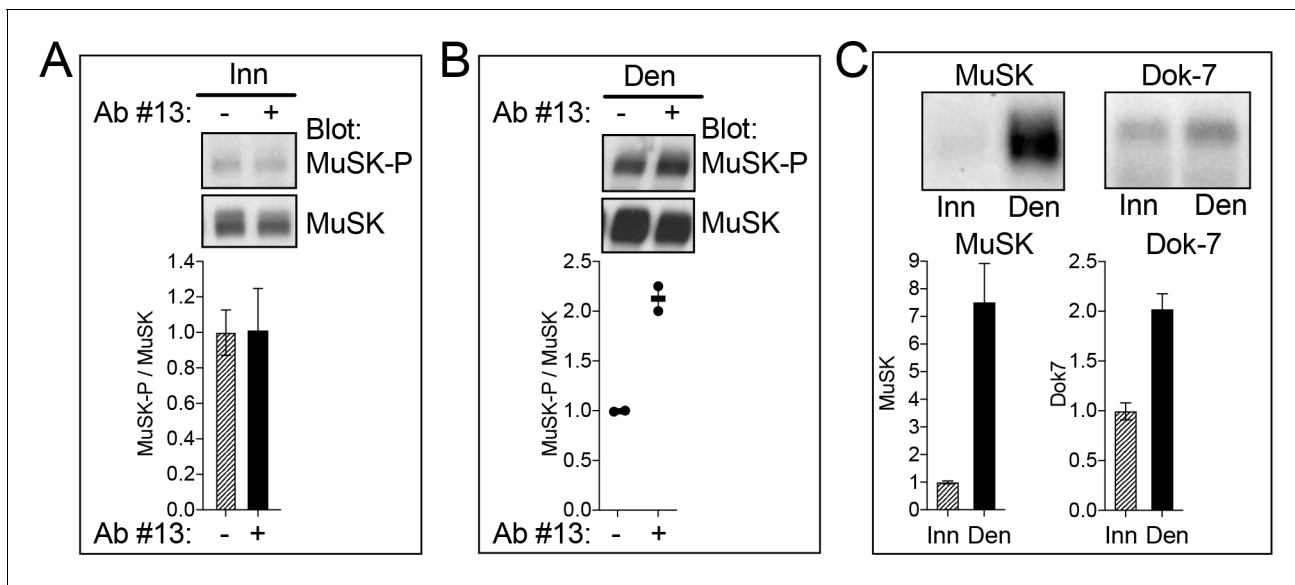 A
Inn
Ab #13: - +
Blot:
MuSK-P
MuSK
1.4
1.2
1.0
0.8
0.6
0.4
0.2
0.0
MuSK-P / MuSK
Ab #13: - +
B
Den
Ab #13: - +
Blot:
MuSK-P
MuSK
2.5
2.0
1.5
1.0
0.5
0.0
MuSK-P / MuSK
Ab #13: - +
C
MuSK
Dok-7
Inn Den
Inn Den
MuSK
9
8
7
6
5
4
2
1
0
MuSK
Inn Den
Dok-7
2.5
2.0
1.5
1.0
0.5
0.0
Dok7
Inn Den